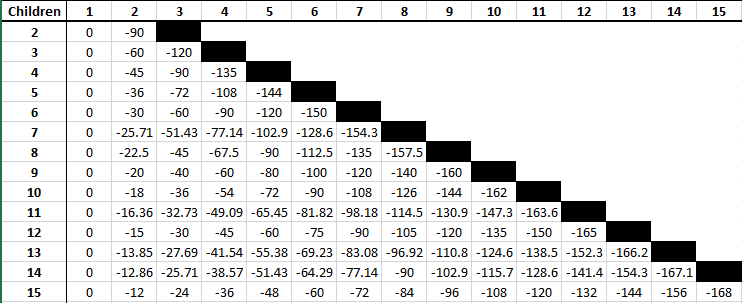 Children 1 2 3 4 5 6 7 8 9 10 11 12 13 14 15
2 0 -90
3 0 -60 -120
4 0 -45 -90 -135
5 0 -36 -72 -108 -144
6 0 -30 -60 -90 -120 -150
7 0 -25.71 -51.43 -77.14 -102.9 -128.6 -154.3
8 0 -22.5 -45 -67.5 -90 -112.5 -135 -157.5
9 0 -20 -40 -60 -80 -100 -120 -140 -160
10 0 -18 -36 -54 -72 -90 -108 -126 -144 -162
11 0 -16.36 -32.73 -49.09 -65.45 -81.82 -98.18 -114.5 -130.9 -147.3 -163.6
12 0 -15 -30 -45 -60 -75 -90 -105 -120 -135 -150 -165
13 0 -13.85 -27.69 -41.54 -55.38 -69.23 -83.08 -96.92 -110.8 -124.6 -138.5 -152.3 -166.2
14 0 -12.86 -25.71 -38.57 -51.43 -64.29 -77.14 -90 -102.9 -115.7 -128.6 -141.4 -154.3 -167.1
15 0 -12 -24 -36 -48 -60 -72 -84 -96 -108 -120 -132 -144 -156 -168